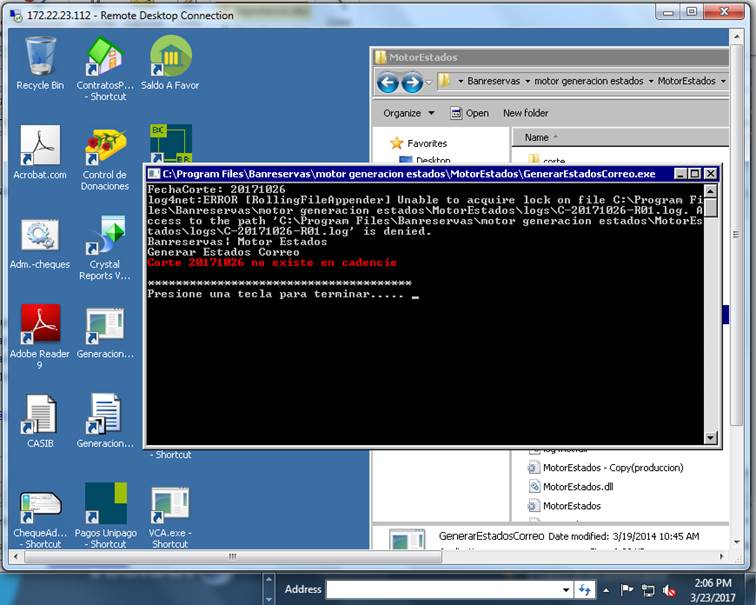 172.22.23.112 - Remote Desktop Connection
Recycle Bin
ContratosP... - Shortcut
Saldo A Favor
MotorEstados
Banreservas
motor generacion estados
MotorEstados
Organize
Open
New folder
Favorites
Name
Desktop
corte
Acrobat.com
Control de Donaciones
C:\Program Files\Banreservas\motor generacion estados\MotorEstados\GenerarEstadosCorreo.exe
FechaCorte: 20171026
log4net:ERROR [RollingFileAppender] Unable to acquire lock on file C:\Program Fi
les\Banreservas\motor generacion estados\MotorEstados\logs\C-20171026-R01.log. A
ccess to the path 'C:\Program Files\Banreservas\motor generacion estados\MotorEs
tados\logs\C-20171026-R01.log' is denied.
Banreservas¦ Motor Estados
Generar Estados Correo
Corte 20171026 no existe en cadencie
**************************************
Presione una tecla para terminar..... _
Adm.-cheques
Crystal Reports V...
Adobe Reader 9
Generacion...
CASIB
Generacion...
- Shortcut
MotorEstados - Copy(produccion)
MotorEstados.dll
MotorEstados
ChequeAd... - Shortcut
Pagos Unipago - Shortcut
VCA.exe - Shortcut
GenerarEstadosCorreo Date modified: 3/19/2014 10:45 AM
Address
2:06 PM
3/23/2017